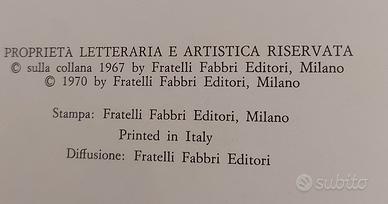 PROPRIETÀ LETTERARIA E ARTISTICA RISERVATA
© sulla collana 1967 by Fratelli Fabbri Editori, Milano
© 1970 by Fratelli Fabbri Editori, Milano
Stampa: Fratelli Fabbri Editori, Milano
Printed in Italy
Diffusione: Fratelli Fabbri Editori
subito